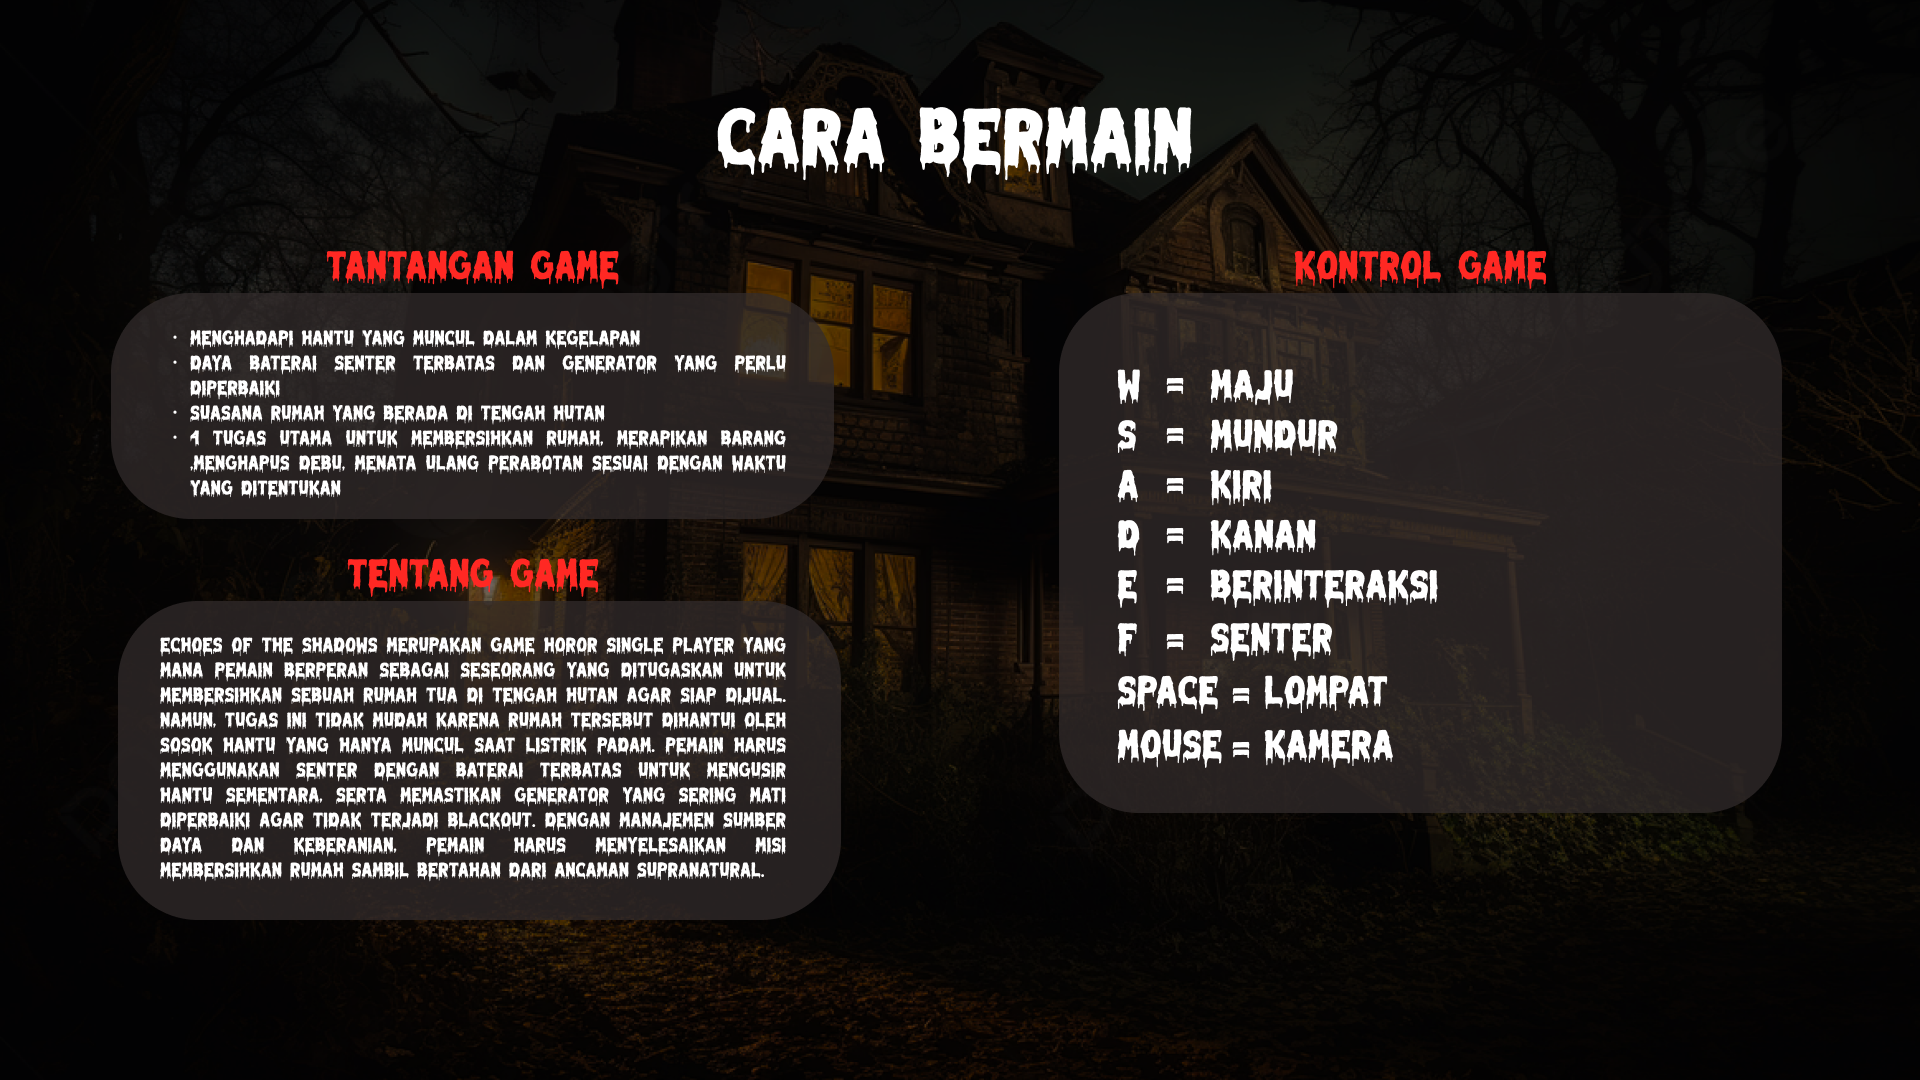 CARA BERMAIN
TANTANGAN GAME
· MENGHADAPI HANTU YANG MUNCUL DALAM KEGELAPAN
· DAYA BATERAI SENTER TERBATAS DAN GENERATOR YANG PERLU
DIPERBAIKI
· SUASANA RUMAH YANG BERADA DI TENGAH HUTAN
· 4 TUGAS UTAMA UNTUK MEMBERSIHKAN RUMAH, MERAPIKAN BARANG
,MENGHAPUS DEBU, MENATA ULANG PERABOTAN SESUAI DENGAN WAKTU
YANG DITENTUKAN
TENTANG GAME
ECHOES OF THE SHADOWS MERUPAKAN GAME HOROR SINGLE PLAYER YANG
MANA PEMAIN BERPERAN SEBAGAI SESEORANG YANG DITUGASKAN UNTUK
MEMBERSIHKAN SEBUAH RUMAH TUA DI TENGAH HUTAN AGAR SIAP DIJUAL.
NAMUN, TUGAS INI TIDAK MUDAH KARENA RUMAH TERSEBUT DIHANTUI OLEH
SOSOK HANTU YANG HANYA MUNCUL SAAT LISTRIK PADAM. PEMAIN HARUS
MENGGUNAKAN SENTER DENGAN BATERAI TERBATAS UNTUK MENGUSIR
HANTU SEMENTARA, SERTA MEMASTIKAN GENERATOR YANG SERING MATI
DIPERBAIKI AGAR TIDAK TERJADI BLACKOUT. DENGAN MANAJEMEN SUMBER
DAYA DAN KEBERANIAN, PEMAIN HARUS MENYELESAIKAN MISI
MEMBERSIHKAN RUMAH SAMBIL BERTAHAN DARI ANCAMAN SUPRANATURAL.
KONTROL GAME
W = MAJU
S = MUNDUR
A = KIRI
D = KANAN
E = BERINTERAKSI
F = SENTER
SPACE = LOMPAT
MOUSE = KAMERA